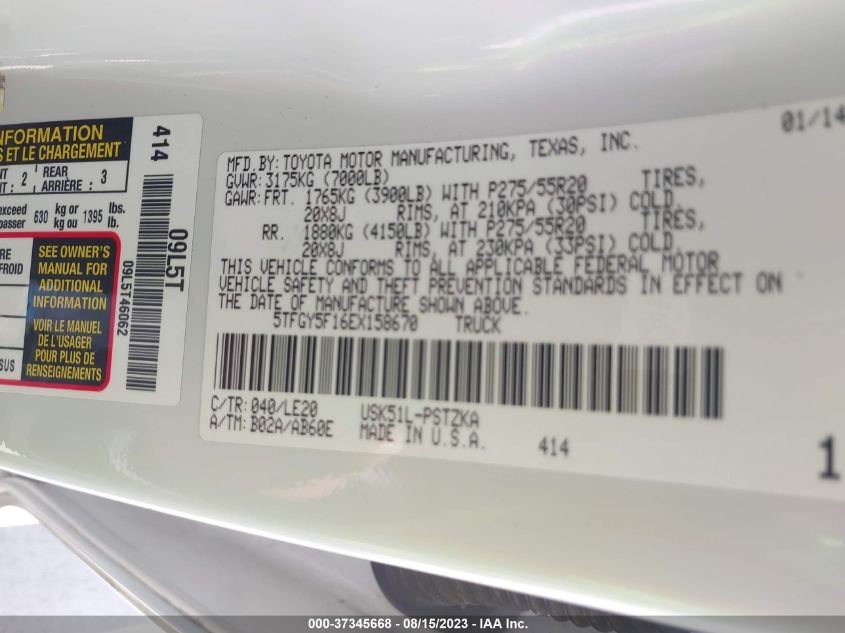 INFORMATION
ET LE CHARGEMENT
2 REAR ARRIÈRE : 3
exceed 630 kg or kg ou 1395 lbs. lb.
SEE OWNER'S
MANUAL FOR
ADDITIONAL
INFORMATION
VOIR LE MANUEL
DE L'USAGER
POUR PLUS DE
RENSEIGNEMENTS
414
09L5T
09L5T46062
01/14
MFD.BY:TOYOTA MOTOR MANUFACTURING, TEXAS, INC.
GVWR:3175KG (7000LB)
GAWR:FRT. 1765KG (3900LB) WITH P275/55R20 TIRES,
20X8J RIMS, AT 210KPA (30PSI) COLD,
RR. 1880KG (4150LB) WITH P275/55R20 TIRES,
20X8J RIMS, AT 230KPA (33PSI) COLD,
THIS VEHICLE CONFORMS TO ALL APPLICABLE FEDERAL MOTOR
VEHICLE SAFETY AND THEFT PREVENTION STANDARDS IN EFFECT ON
THE DATE OF MANUFACTURE SHOWN ABOVE.
5TFGY5F16EX158670 TRUCK
C/TR:040/LE20 USK51L-PSTZKA
A/TM:B02A/AB60E MADE IN U.S.A. 414
1
000-37345668 - 08/15/2023 - IAA Inc.